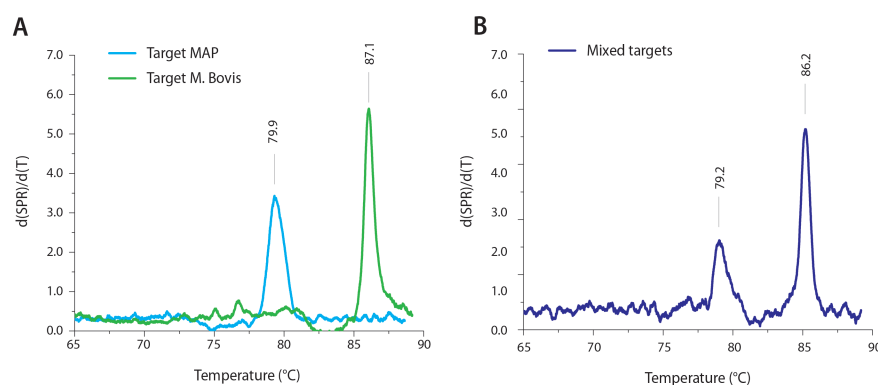 A
Target MAP
Target M. Bovis
79.9
87.1
7.0
6.0
5.0
4.0
3.0
2.0
1.0
0.0
d(SPR)/d(T)
65 70 75 80 85 90
Temperature (°C)
B
Mixed targets
79.2
86.2
7.0
6.0
5.0
4.0
3.0
2.0
1.0
0.0
d(SPR)/d(T)
65 70 75 80 85 90
Temperature (°C)